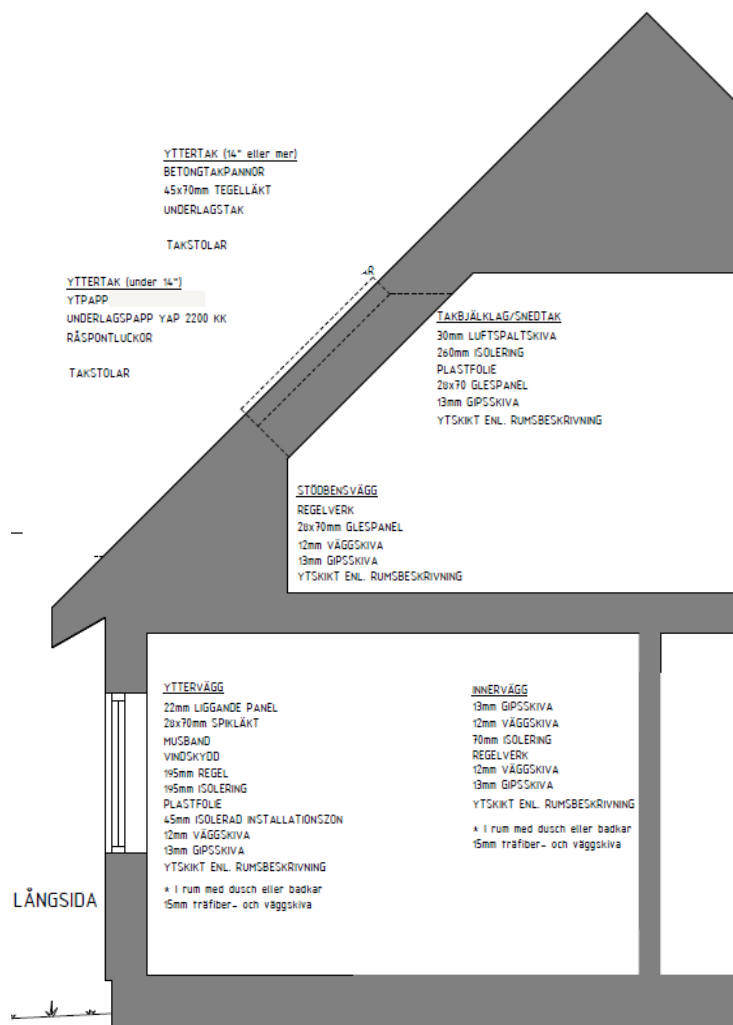 YTTERTAK (14° eller mer)
BETONGTAKPANNOR
45x70mm TEGELLÄKT
UNDERLAGSTAK
TAKSTOLAR
YTTERTAK (under 14°)
YTPAPP
UNDERLAGSPAPP YAP 2200 KK
RÅSPONTLUCKOR
TAKSTOLAR
TAKBJÄLKLAG/SNEDTAK
30mm LUFTSPALTSKIVA
260mm ISOLERING
PLASTFOLIE
28x70 GLESPANEL
13mm GIPSSKIVA
YTSKIKT ENL. RUMSBESKRIVNING
STÖDBENSVÄGG
REGELVERK
28x70mm GLESPANEL
12mm VÄGGSKIVA
13mm GIPSSKIVA
YTSKIKT ENL. RUMSBESKRIVNING
YTTERVÄGG
22mm LIGGANDE PANEL
28x70mm SPIKLÄKT
MUSBAND
VINDSKYDD
195mm REGEL
195mm ISOLERING
PLASTFOLIE
45mm ISOLERAD INSTALLATIONSZON
12mm VÄGGSKIVA
13mm GIPSSKIVA
YTSKIKT ENL. RUMSBESKRIVNING
* I rum med dusch eller badkar
15mm träfiber- och väggskiva
INNERVÄGG
13mm GIPSSKIVA
12mm VÄGGSKIVA
70mm ISOLERING
REGELVERK
12mm VÄGGSKIVA
13mm GIPSSKIVA
YTSKIKT ENL. RUMSBESKRIVNING
* I rum med dusch eller badkar
15mm träfiber- och väggskiva
LÅNGSIDA